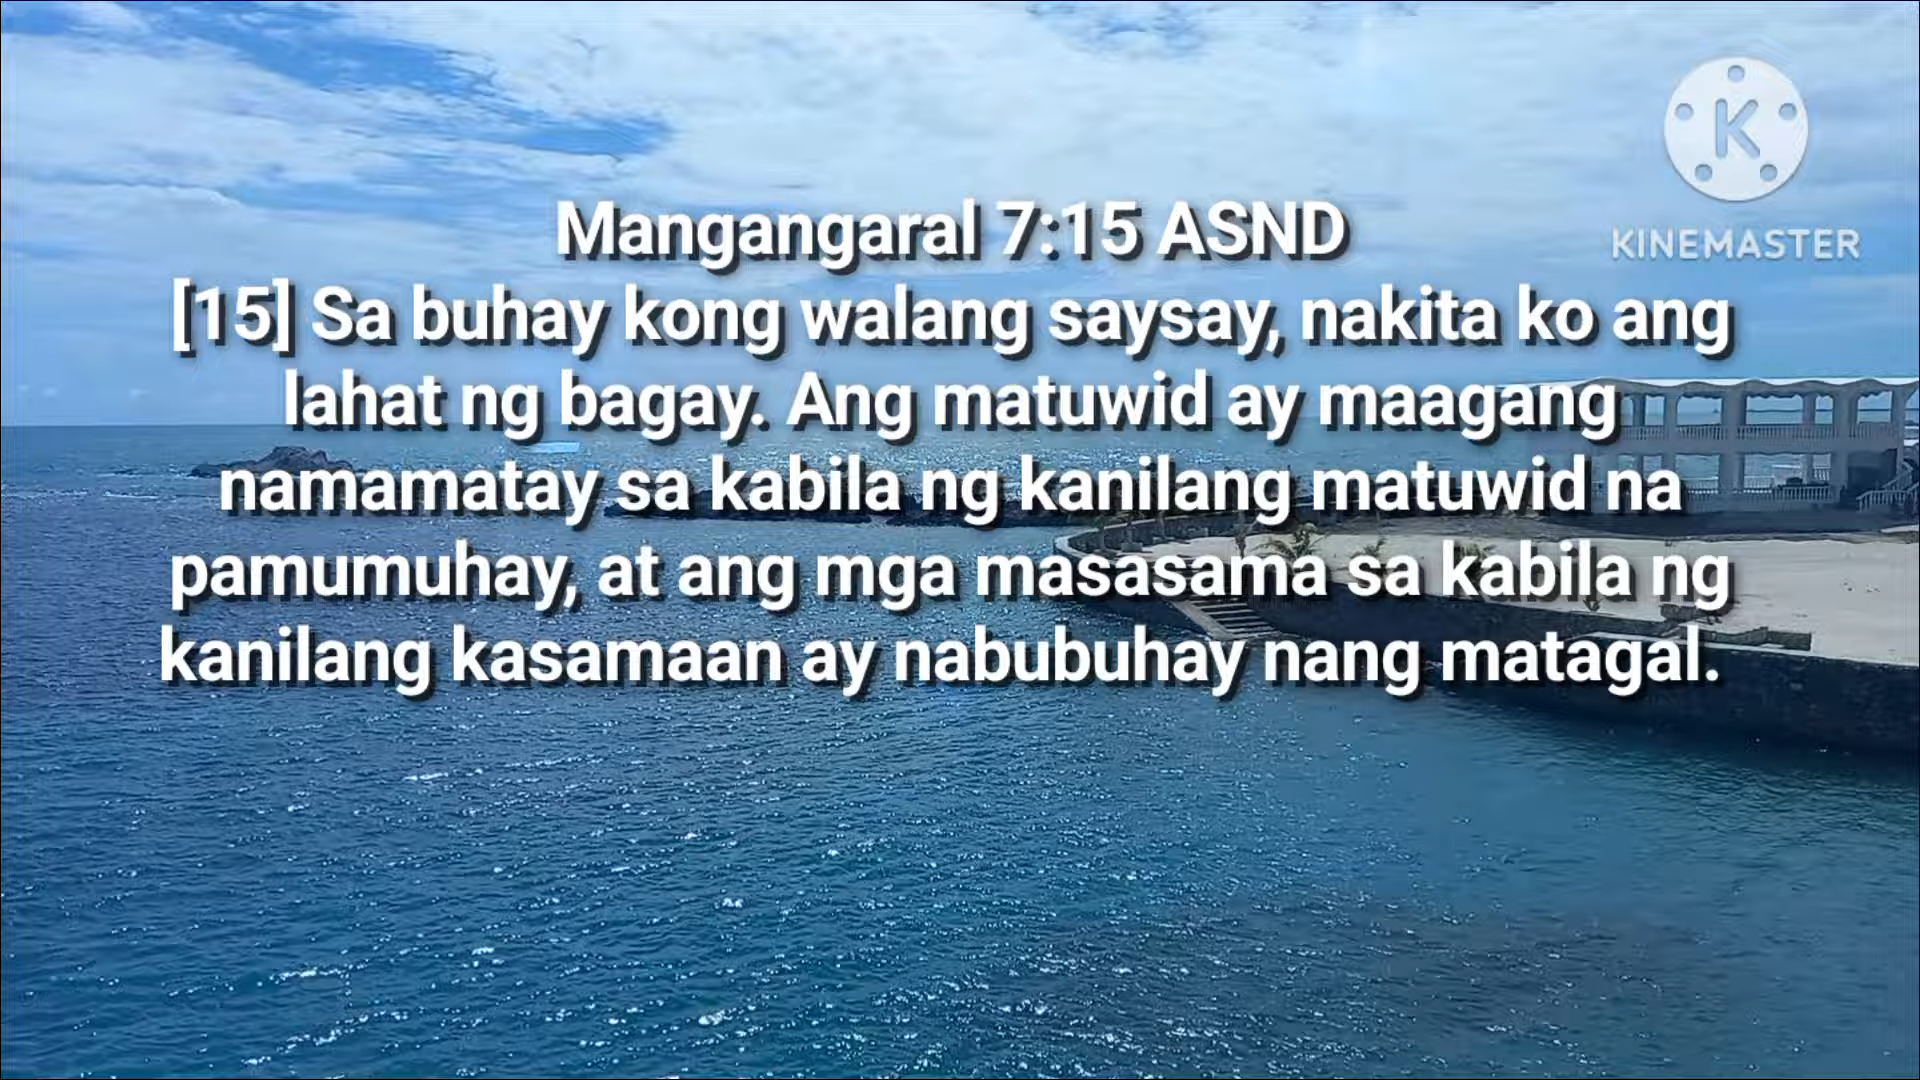 Mangangaral 7:15 ASND
[15] Sa buhay kong walang saysay, nakita ko ang
lahat ng bagay. Ang matuwid ay maagang
namamatay sa kabila ng kanilang matuwid na
pamumuhay, at ang mga masasama sa kabila ng
kanilang kasamaan ay nabubuhay nang matagal.
K
KINEMASTER